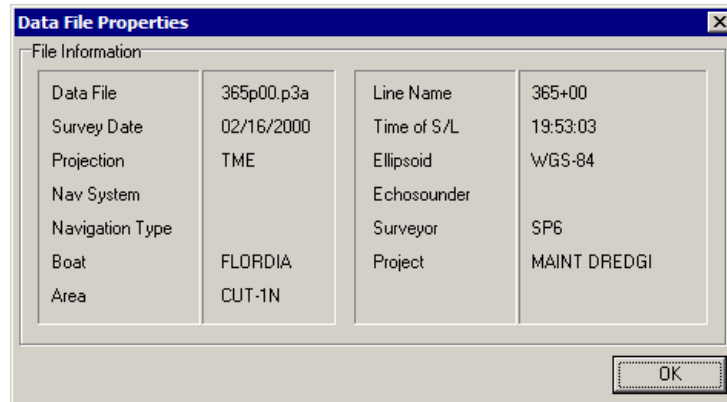 Data File Properties
File Information
Data File 365p00.p3a Line Name 365+00
Survey Date 02/16/2000 Time of S/L 19:53:03
Projection TME Ellipsoid WGS-84
Nav System Echosounder
Navigation Type Surveyor SP6
Boat FLORDIA Project MAINT DREDGI
Area CUT-1N
OK